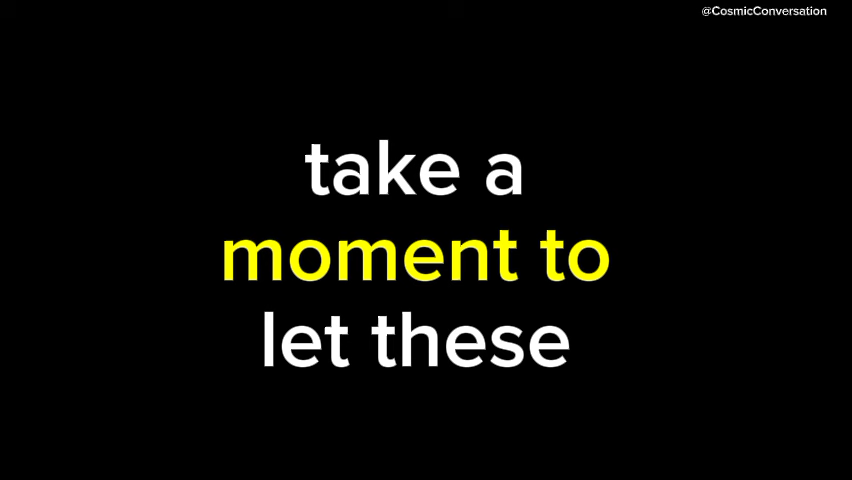 @CosmicConversation
take a
moment to
let these